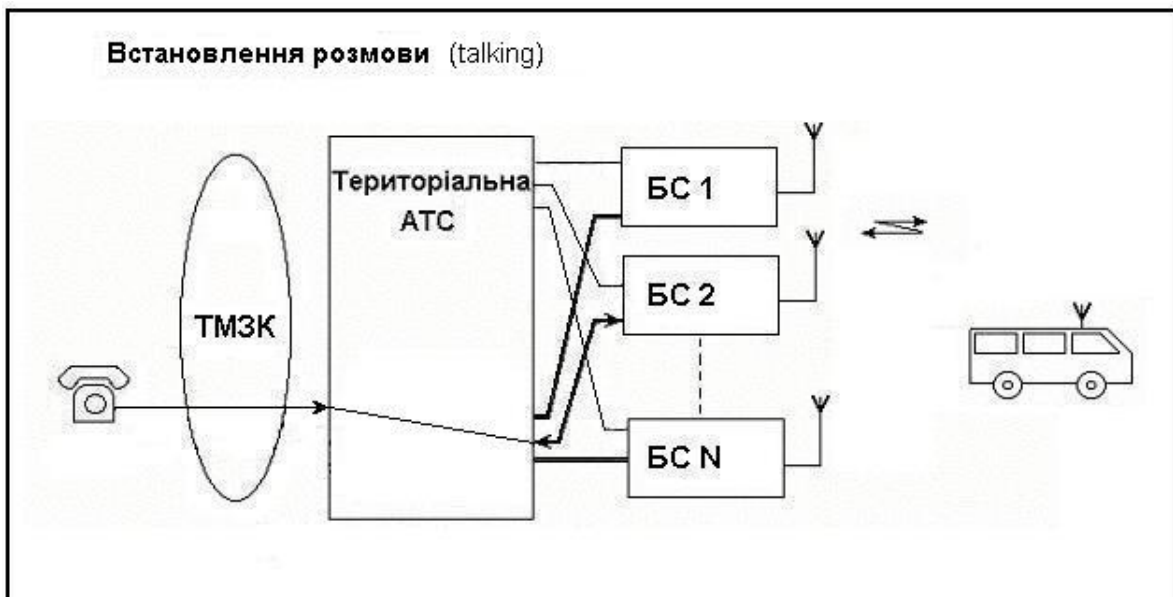 Встановлення розмови (talking)
Територіальна
АТС
ТМЗК
БС 1
БС 2
БС N